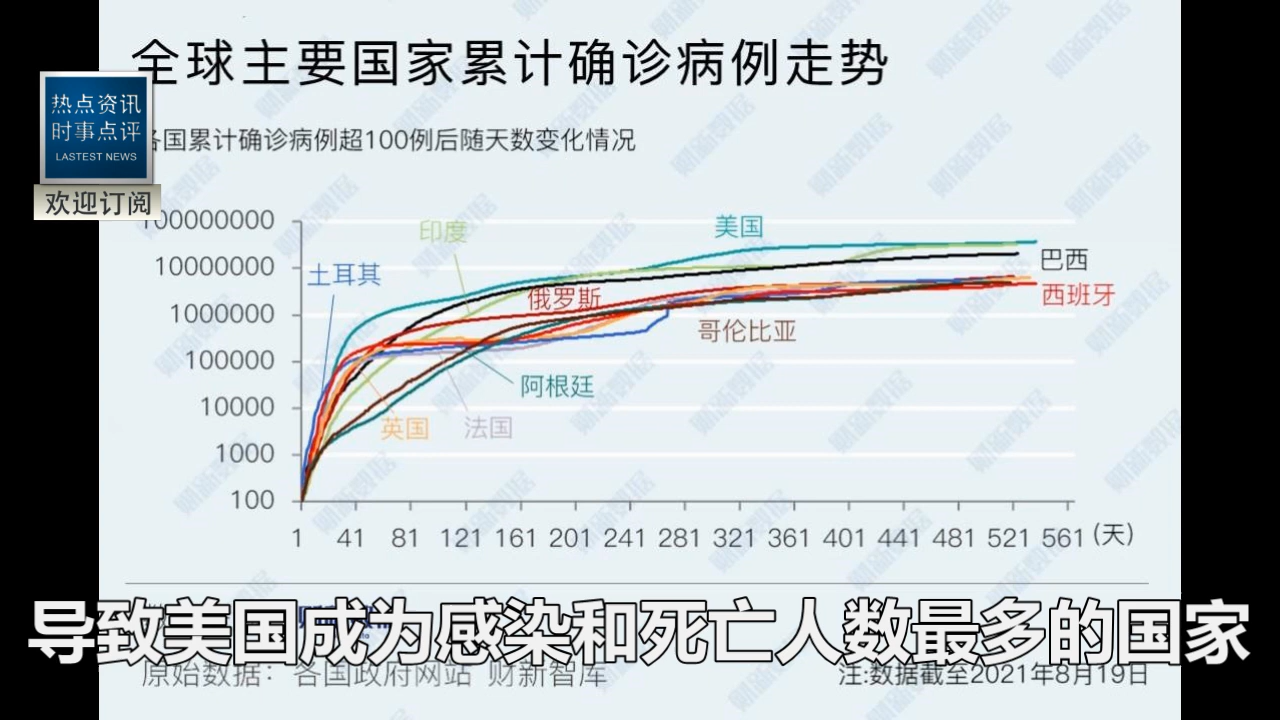 全球主要国家累计确诊病例走势
热点资讯
时事点评
LASTEST NEWS
欢迎订阅
各国累计确诊病例超100例后随天数变化情况
100000000
10000000
1000000
100000
10000
1000
100
印度
美国
土耳其
巴西
俄罗斯
西班牙
哥伦比亚
阿根廷
英国
法国
1 41 81 121 161 201 241 281 321 361 401 441 481 521 561 (天)
导致美国成为感染和死亡人数最多的国家
原始数据：各国政府网站 财新智库
注:数据截至2021年8月19日